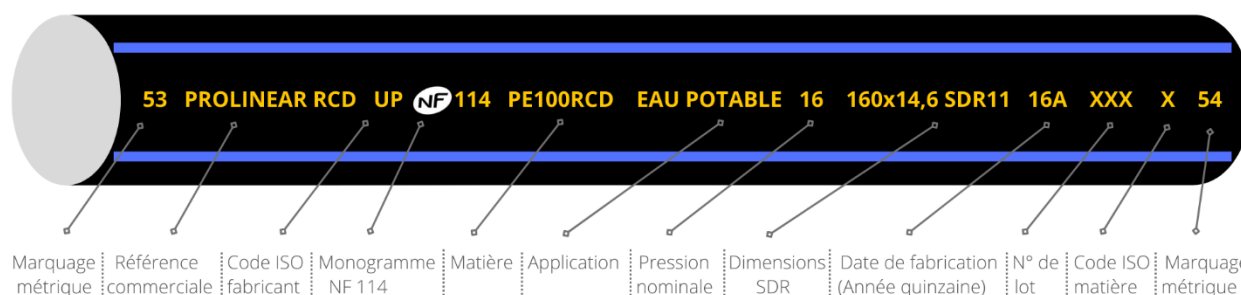 53 PROLINEAR RCD UP NF 114 PE100RCD EAU POTABLE 16 160x14,6 SDR11 16A XXX X 54
Marquage métrique
Référence commerciale
Code ISO fabricant
Monogramme NF 114
Matière
Application
Pression nominale
Dimensions SDR
Date de fabrication (Année quinzaine)
N° de lot
Code ISO matière
Marquage métrique